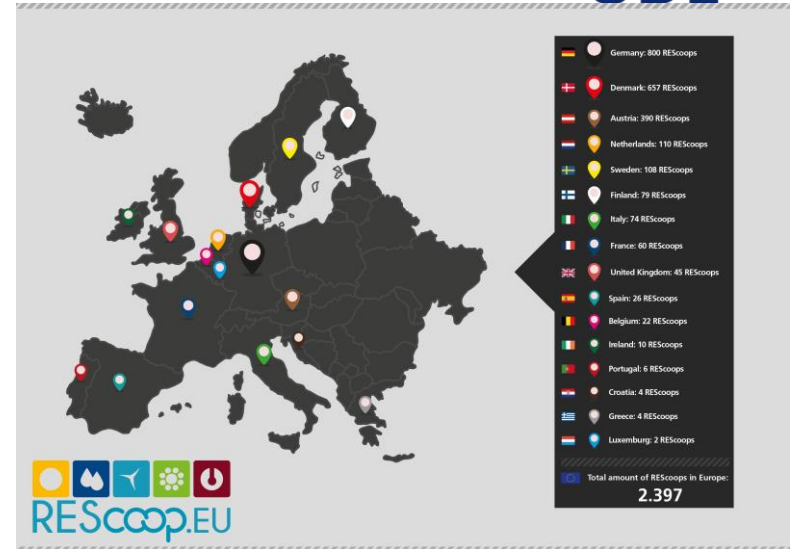 Germany: 800 REScoops
Denmark: 657 REScoops
Austria: 390 REScoops
Netherlands: 110 REScoops
Sweden: 108 REScoops
Finland: 79 REScoops
Italy: 74 REScoops
France: 60 REScoops
United Kingdom: 45 REScoops
Spain: 26 REScoops
Belgium: 22 REScoops
Ireland: 10 REScoops
Portugal: 6 REScoops
Croatia: 4 REScoops
Greece: 4 REScoops
Luxemburg: 2 REScoops
Total amount of REScoops in Europe:
2.397
REScoop.EU